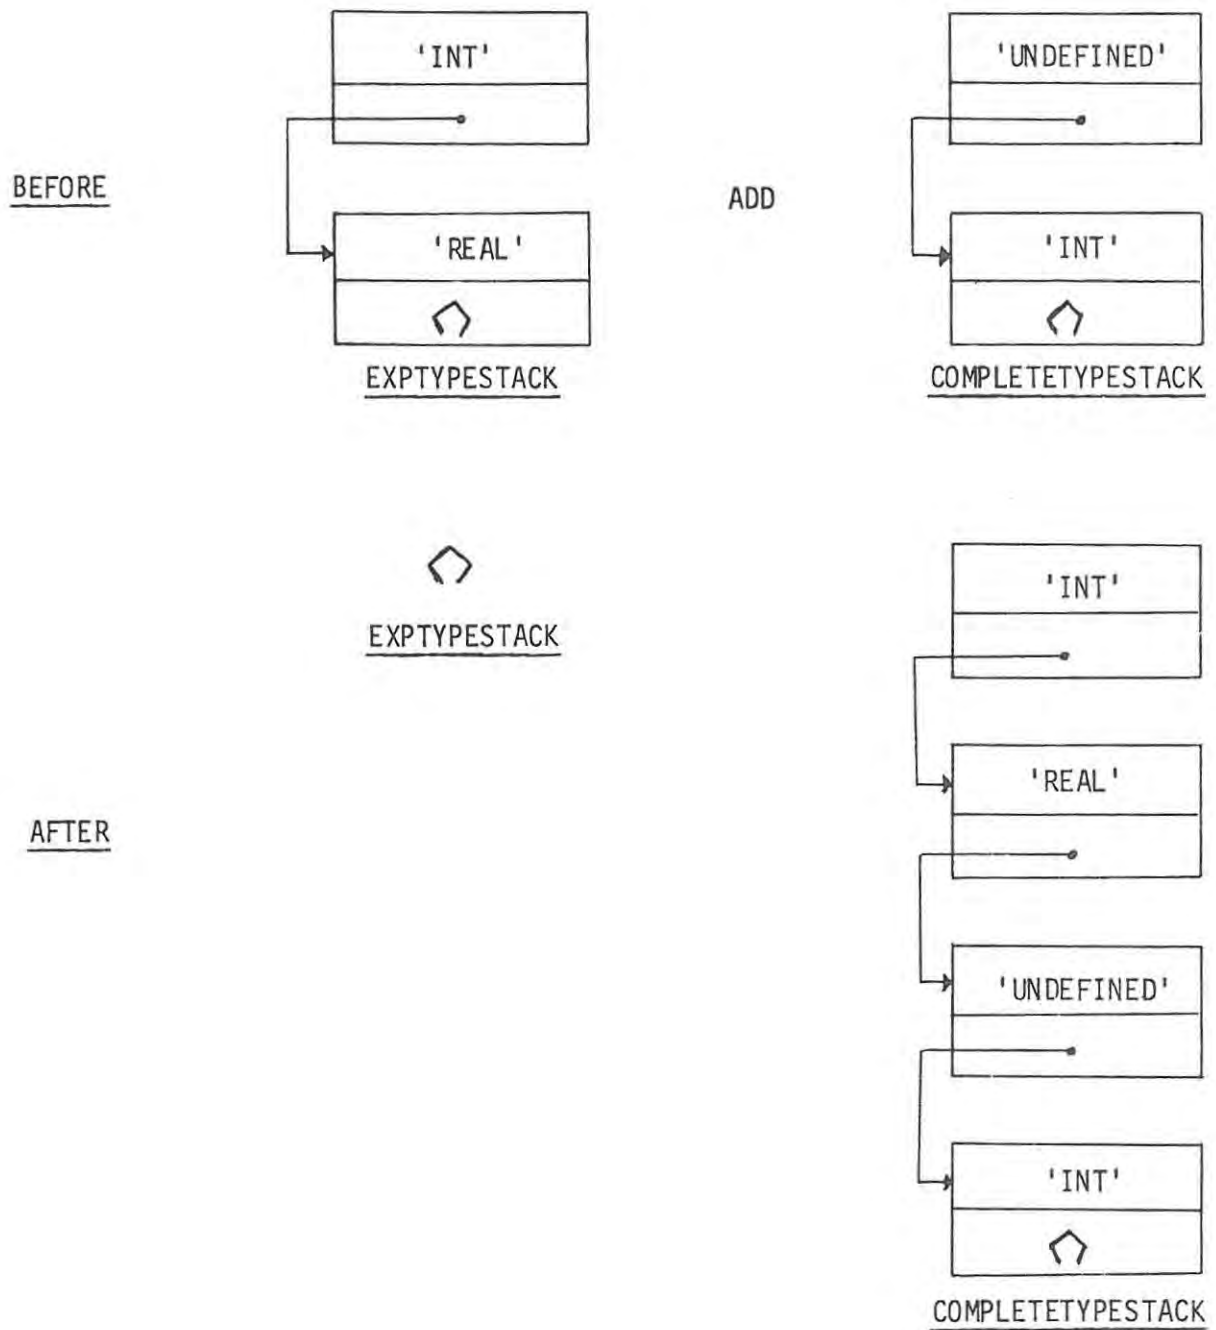 'INT'
'UNDEFINED'
BEFORE
ADD
'REAL'
'INT'
EXPTYPESTACK
COMPLETETYPESTACK
'INT'
EXPTYPESTACK
'REAL'
AFTER
'UNDEFINED'
'INT'
COMPLETETYPESTACK